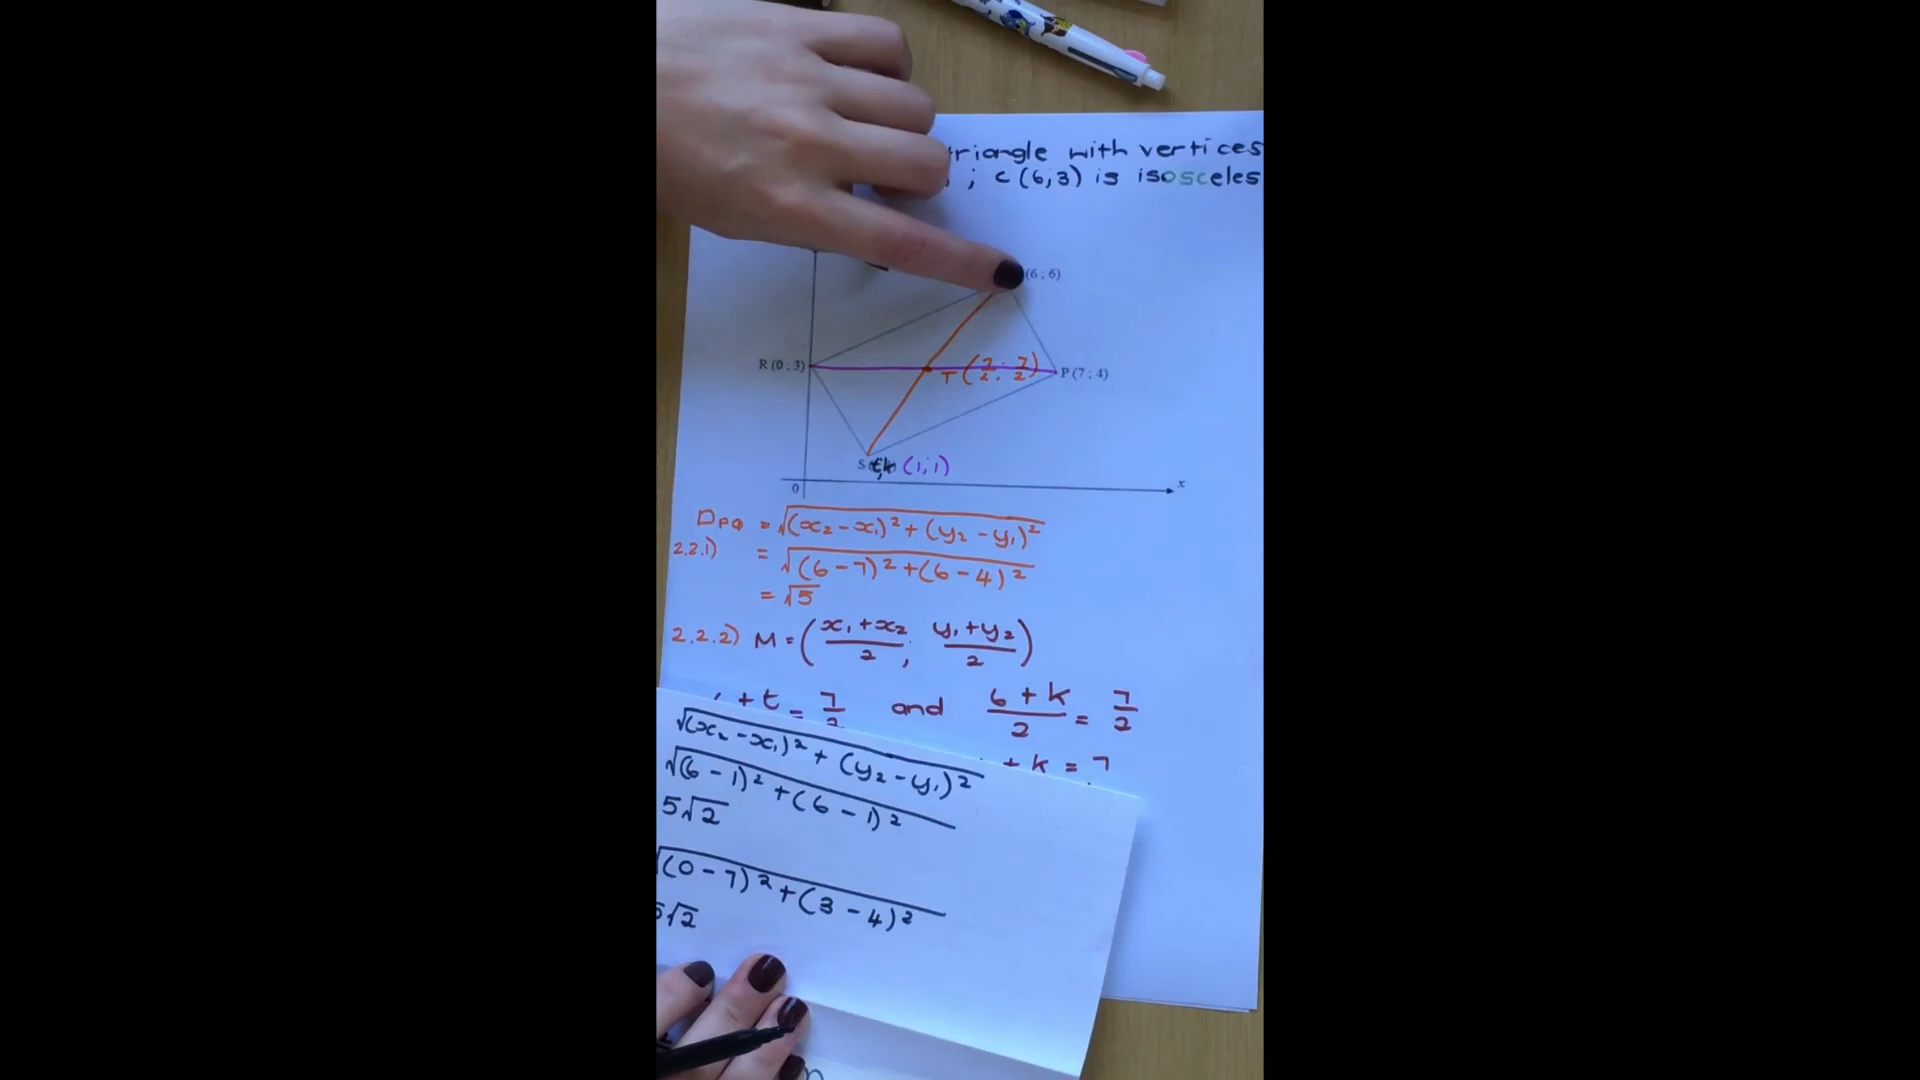 triangle with vertices
; C(6;3) is isosceles
(6 ; 6)
R (0 ; 3)
T(7/2 ; 7/2)
P (7 ; 4)
S (1;1)
0
x
D_PQ = √((x₂-x₁)²+(y₂-y₁)²)
2.2.1) = √((6-7)²+(6-4)²)
= √5
2.2.2) M = ((x₁+x₂)/2 ; (y₁+y₂)/2)
+t = 7/2 and (6+k)/2 = 7/2
+ k = 7
√((x₂-x₁)²+(y₂-y₁)²)
√((6-1)²+(6-1)²)
5√2
√((0-7)²+(3-4)²)
5√2